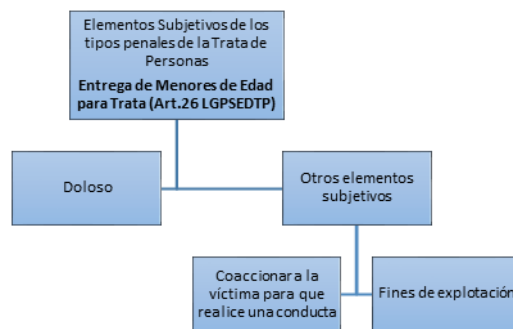 Elementos Subjetivos de los
tipos penales de la Trata de
Personas
Entrega de Menores de Edad
para Trata (Art.26 LGPSEDTP)
Doloso
Otros elementos
subjetivos
Coaccionar a la
víctima para que
realice una conducta
Fines de explotación